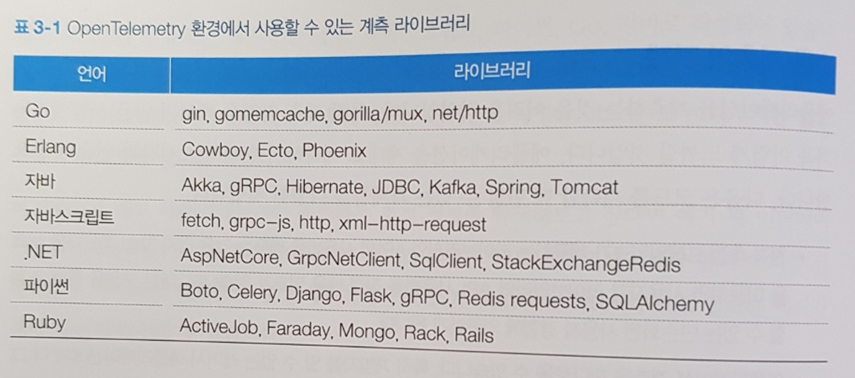 표 3-1 OpenTelemetry 환경에서 사용할 수 있는 계측 라이브러리
언어 라이브러리
Go gin, gomemcache, gorilla/mux, net/http
Erlang Cowboy, Ecto, Phoenix
자바 Akka, gRPC, Hibernate, JDBC, Kafka, Spring, Tomcat
자바스크립트 fetch, grpc-js, http, xml-http-request
.NET AspNetCore, GrpcNetClient, SqlClient, StackExchangeRedis
파이썬 Boto, Celery, Django, Flask, gRPC, Redis requests, SQLAlchemy
Ruby ActiveJob, Faraday, Mongo, Rack, Rails